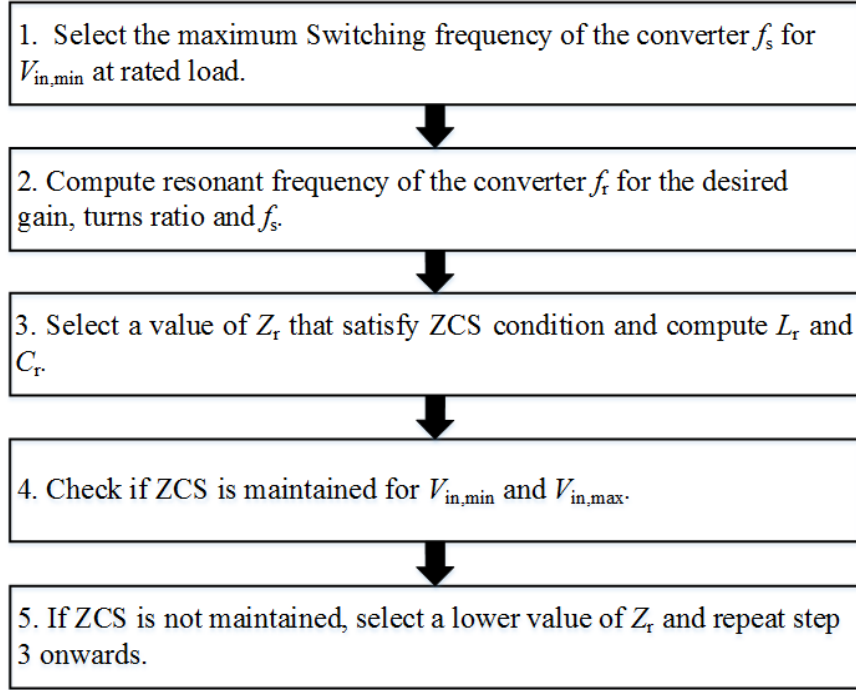 1. Select the maximum Switching frequency of the converter fs for
Vin,min at rated load.
2. Compute resonant frequency of the converter fr for the desired
gain, turns ratio and fs.
3. Select a value of Zr that satisfy ZCS condition and compute Lr and
Cr.
4. Check if ZCS is maintained for Vin,min and Vin,max.
5. If ZCS is not maintained, select a lower value of Zr and repeat step
3 onwards.